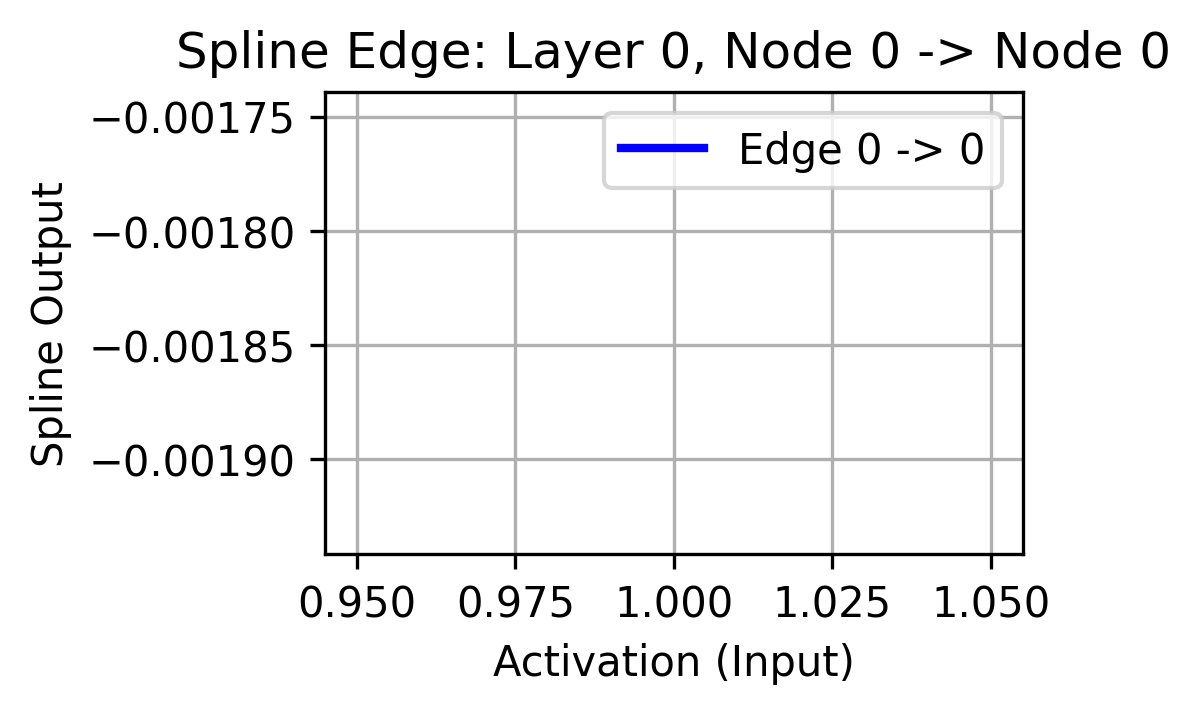 Spline Edge: Layer 0, Node 0 -> Node 0
Edge 0 -> 0
Spline Output
−0.00175
−0.00180
−0.00185
−0.00190
0.950 0.975 1.000 1.025 1.050
Activation (Input)